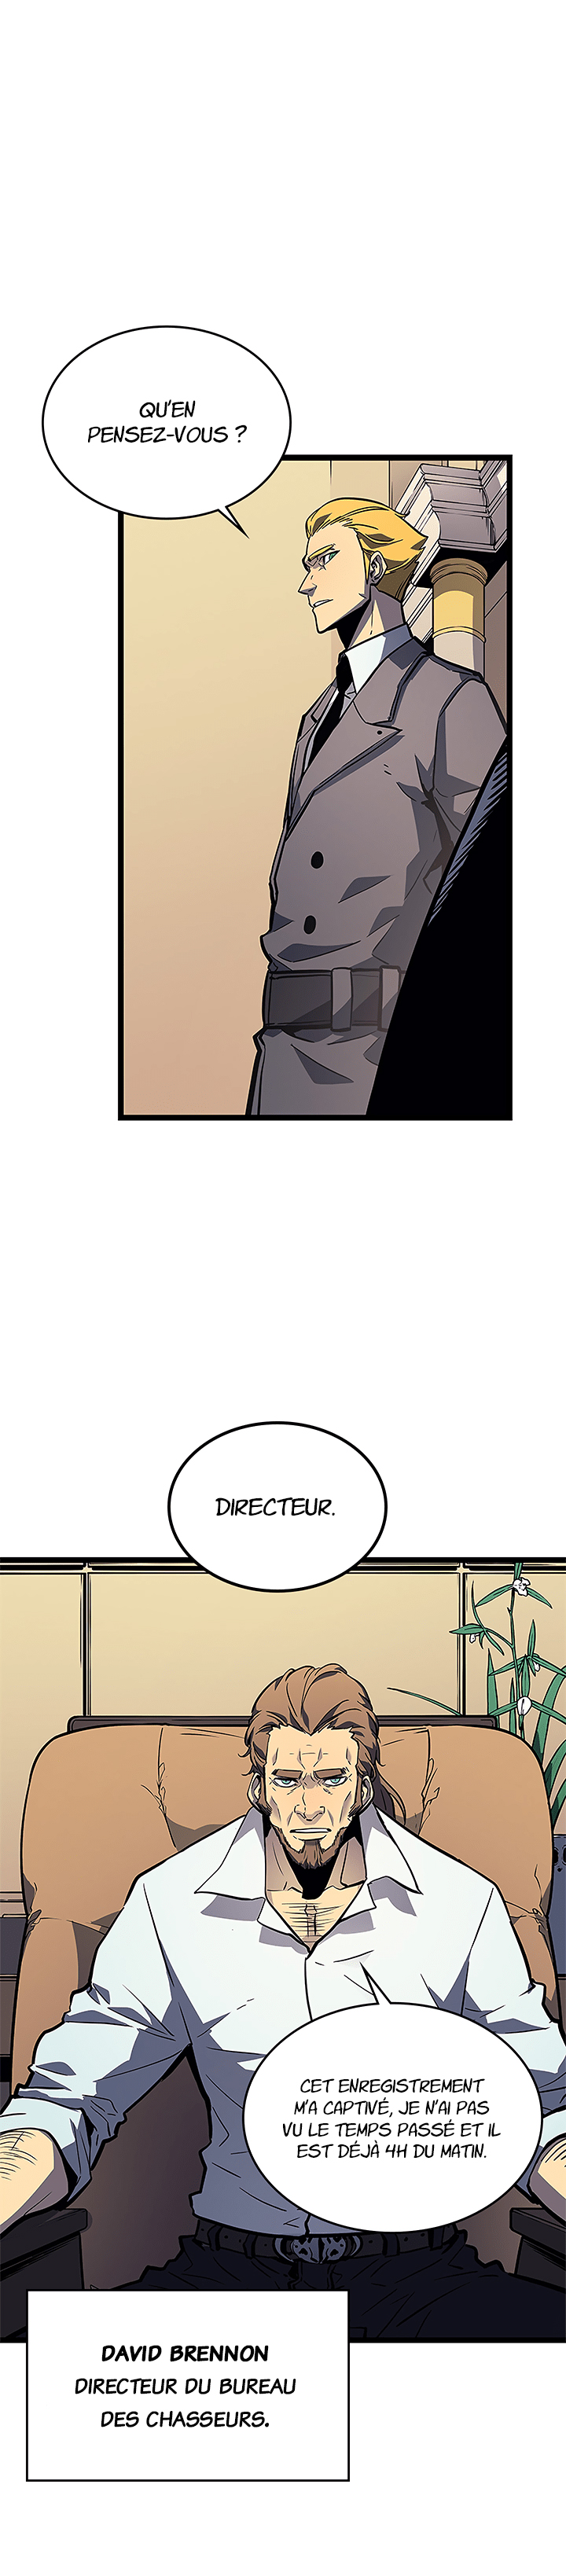 QU'EN
PENSEZ-VOUS ?
DIRECTEUR.
CET ENREGISTREMENT
M'A CAPTIVÉ, JE N'AI PAS
VU LE TEMPS PASSÉ ET IL
EST DÉJÀ 4H DU MATIN.
DAVID BRENNON
DIRECTEUR DU BUREAU
DES CHASSEURS.